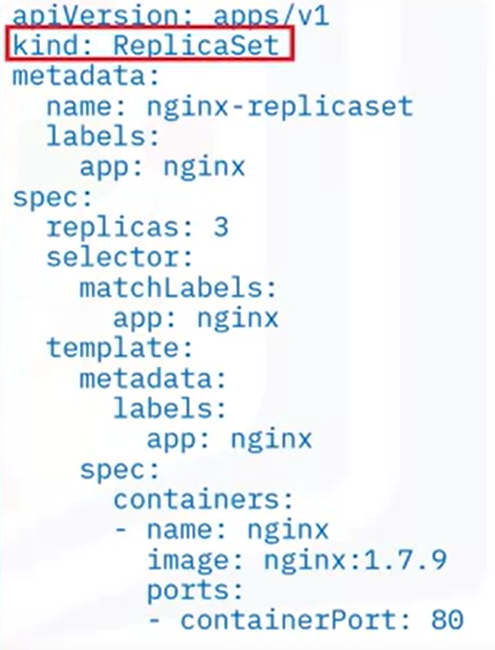 apiVersion: apps/v1
kind: ReplicaSet
metadata:
  name: nginx-replicaset
  labels:
    app: nginx
spec:
  replicas: 3
  selector:
    matchLabels:
      app: nginx
  template:
    metadata:
      labels:
        app: nginx
    spec:
      containers:
      - name: nginx
        image: nginx:1.7.9
        ports:
        - containerPort: 80